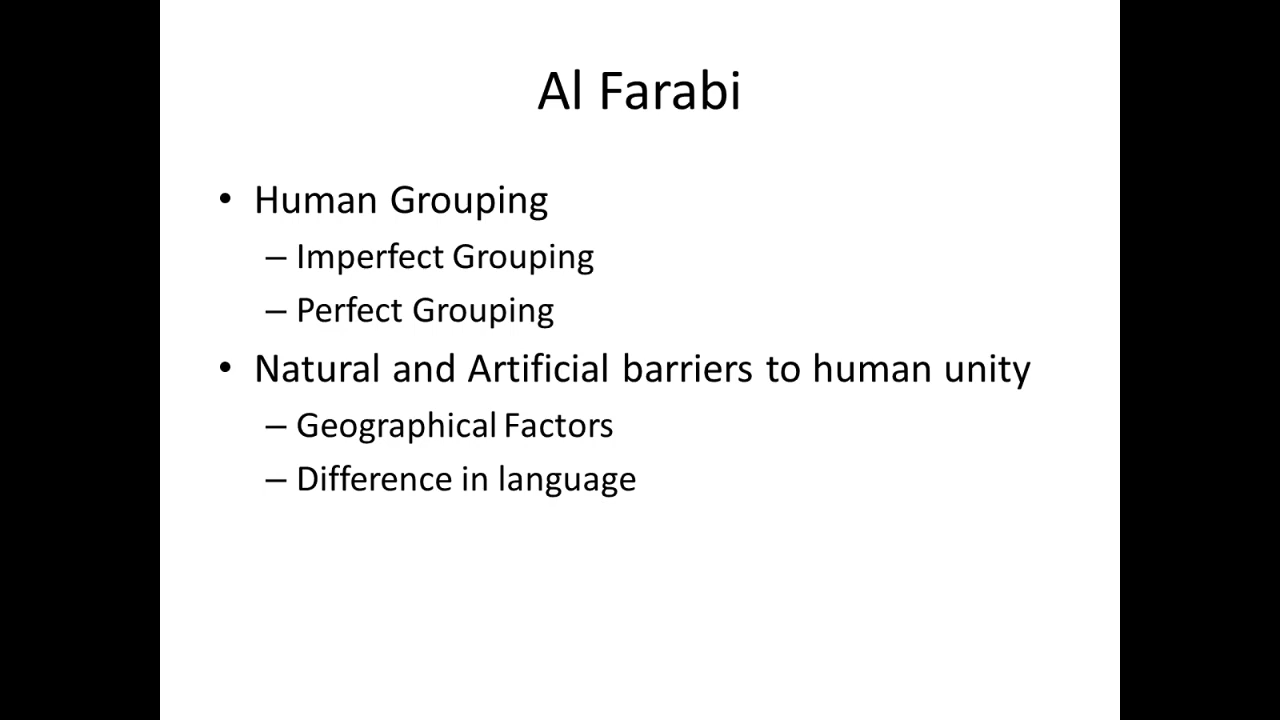 Al Farabi
• Human Grouping
– Imperfect Grouping
– Perfect Grouping
• Natural and Artificial barriers to human unity
– Geographical Factors
– Difference in language